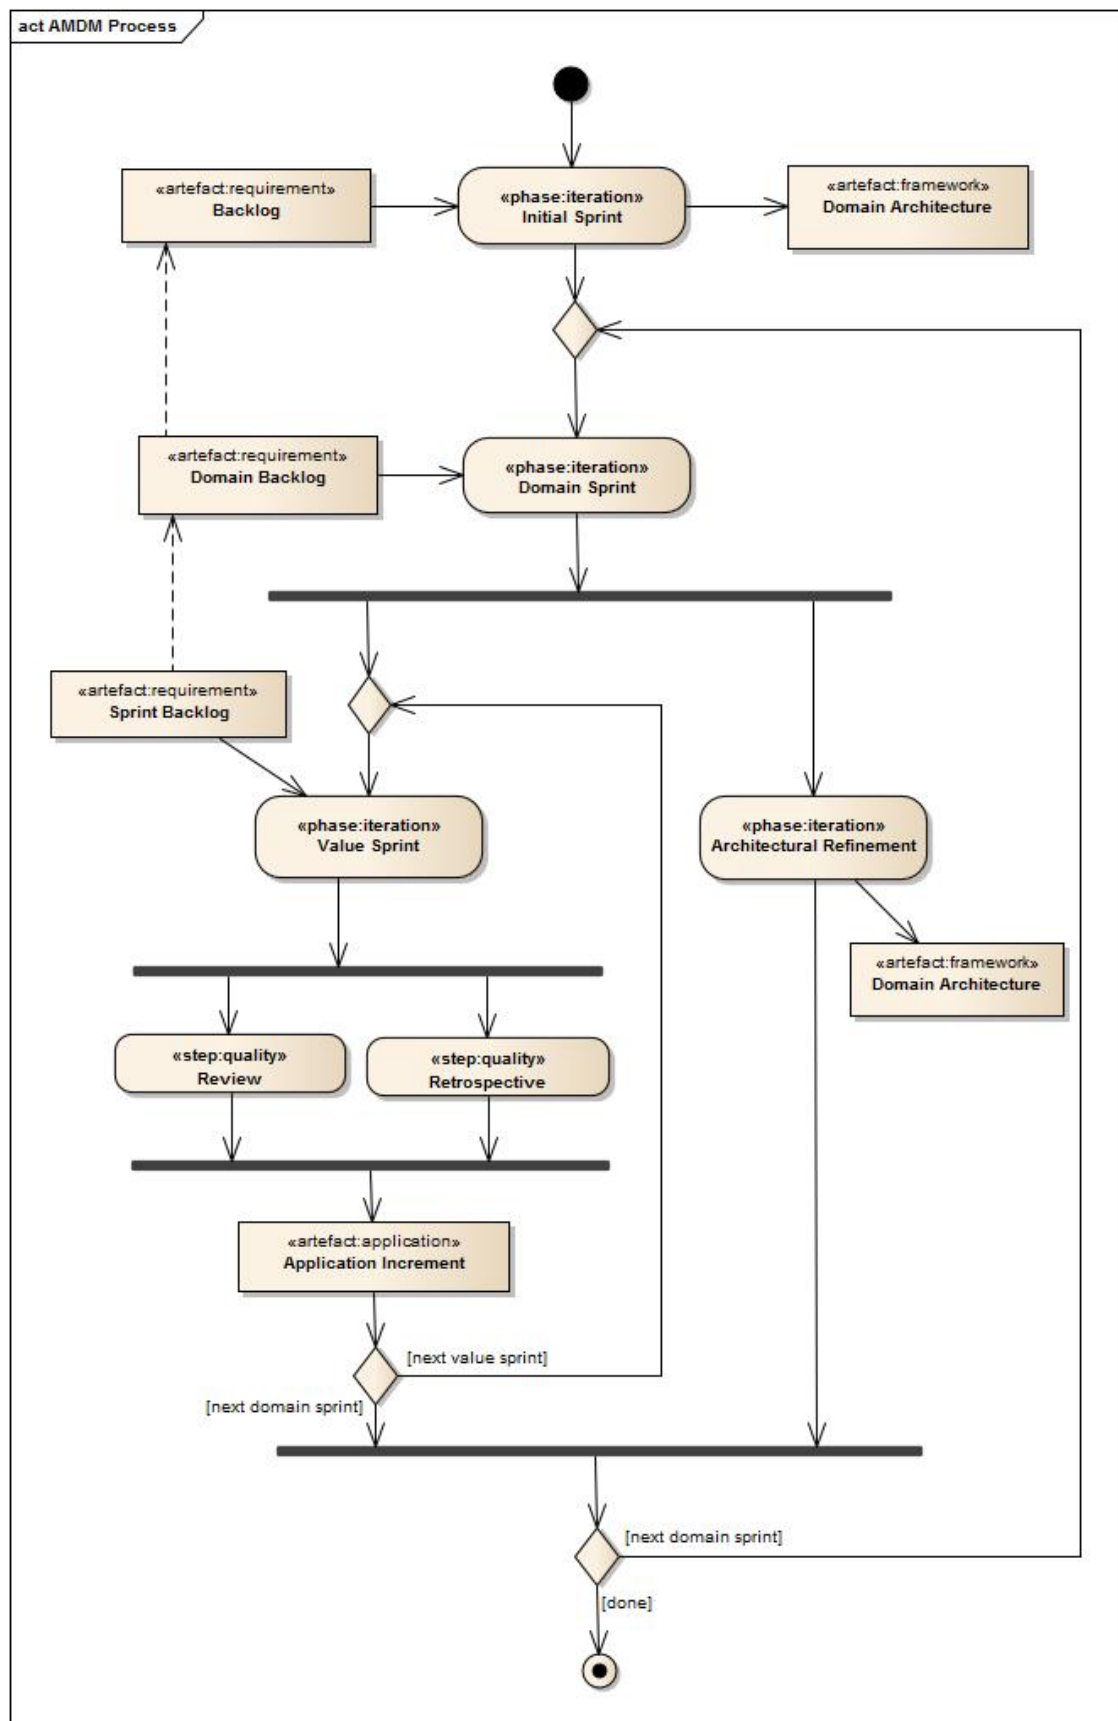 act AMDM Process
«artefact:requirement»
Backlog
«phase:iteration»
Initial Sprint
«artefact:framework»
Domain Architecture
«artefact:requirement»
Domain Backlog
«phase:iteration»
Domain Sprint
«artefact:requirement»
Sprint Backlog
«phase:iteration»
Value Sprint
«phase:iteration»
Architectural Refinement
«artefact:framework»
Domain Architecture
«step:quality»
Review
«step:quality»
Retrospective
«artefact:application»
Application Increment
[next value sprint]
[next domain sprint]
[next domain sprint]
[done]